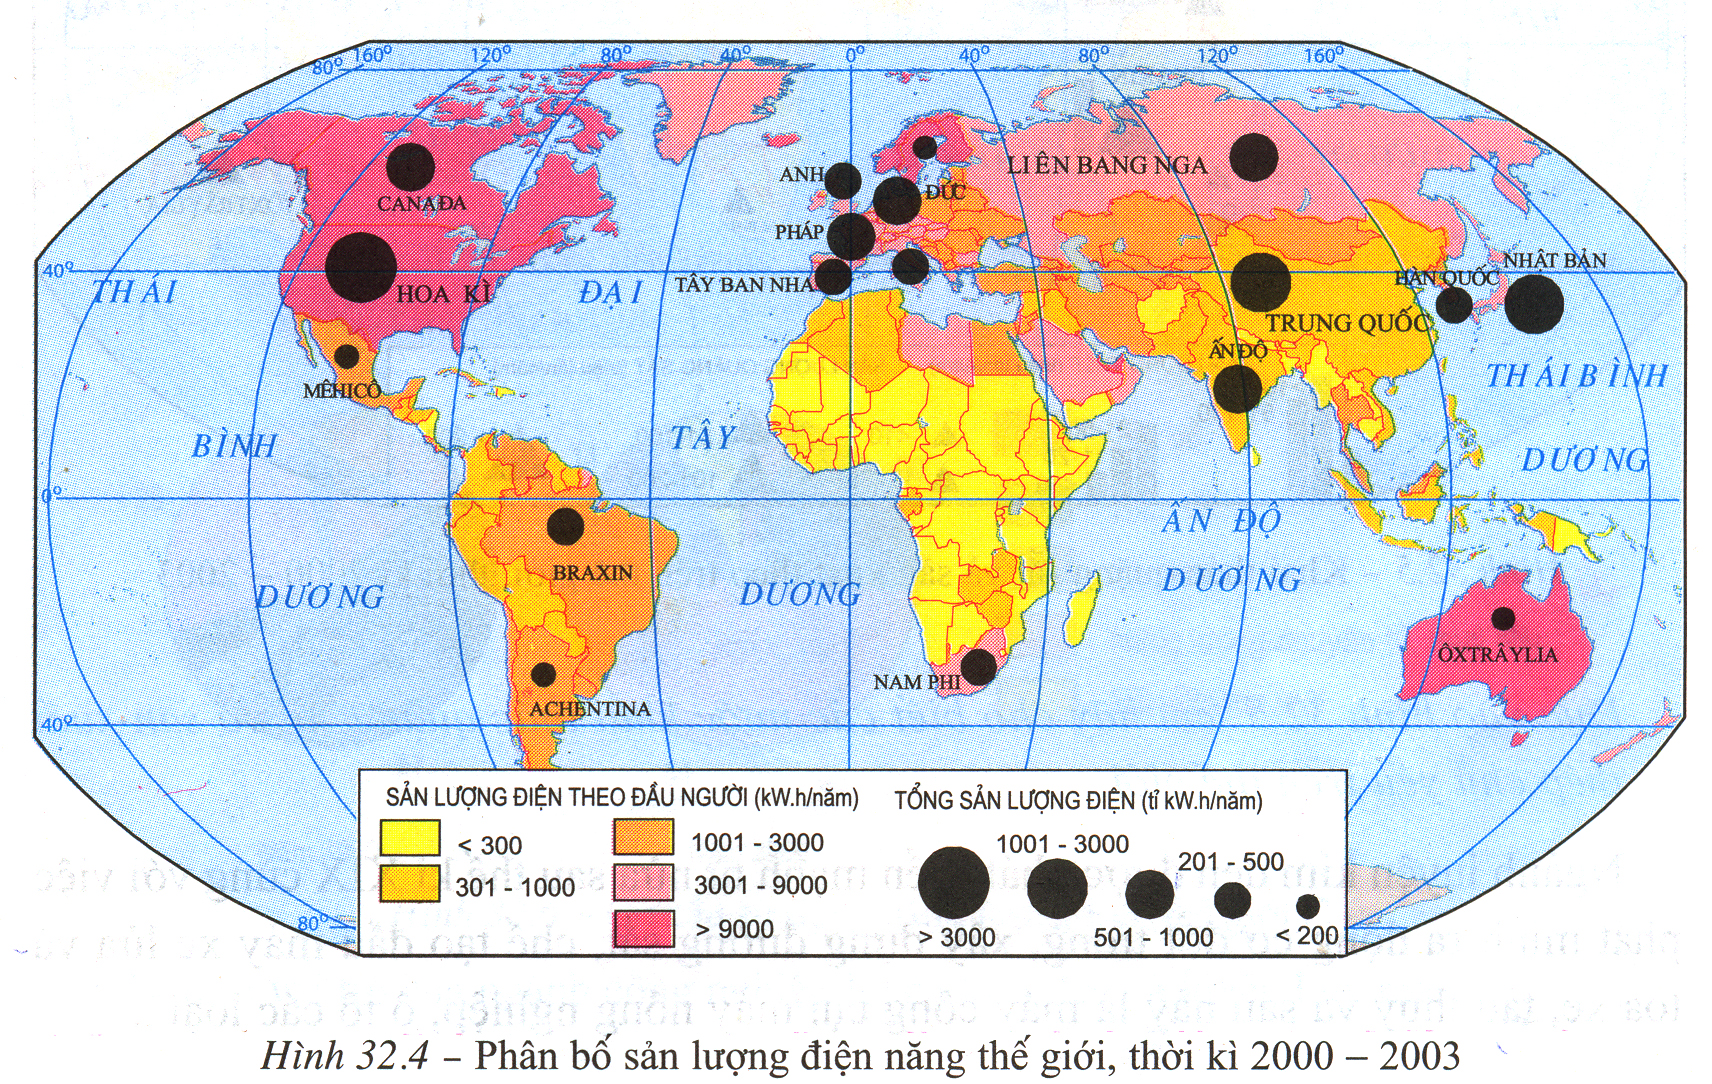 160° 120° 80° 40° 0° 40° 80° 120° 160°
80°
ANH
LIÊN BANG NGA
CANAĐA
ĐỨC
PHÁP
40°
THÁI
HOA KÌ
ĐẠI
TÂY BAN NHA
HÀN QUỐC
NHẬT BẢN
TRUNG QUỐC
ẤN ĐỘ
MÊHICÔ
THÁI BÌNH
BÌNH
TÂY
DƯƠNG
0°
ẤN ĐỘ
BRAXIN
DƯƠNG
DƯƠNG
DƯƠNG
ÔXTRÂYLIA
NAM PHI
ACHENTINA
40°
SẢN LƯỢNG ĐIỆN THEO ĐẦU NGƯỜI (kW.h/năm)
< 300
301 - 1000
1001 - 3000
3001 - 9000
> 9000
TỔNG SẢN LƯỢNG ĐIỆN (tỉ kW.h/năm)
1001 - 3000
201 - 500
> 3000
501 - 1000
< 200
80°
Hình 32.4 – Phân bố sản lượng điện năng thế giới, thời kì 2000 – 2003